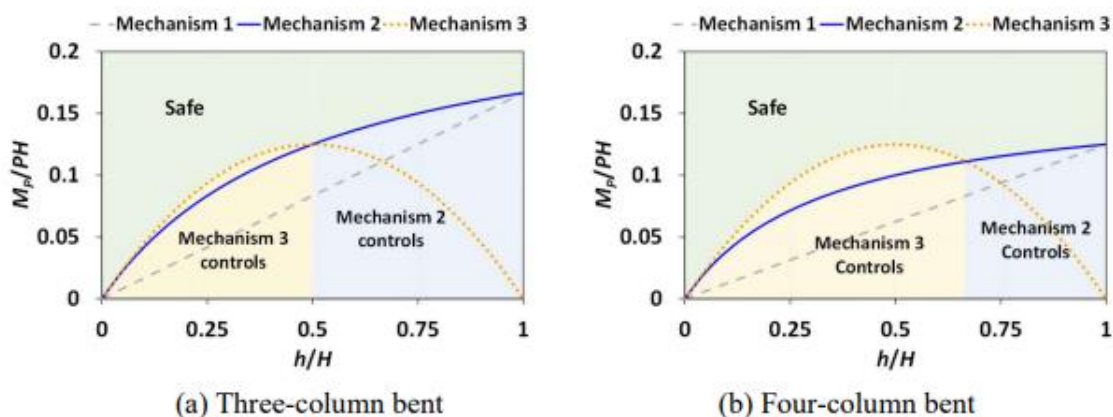 Mechanism 1 Mechanism 2 Mechanism 3
0.2
0.15
0.1
0.05
0
Mp/PH
Safe
Mechanism 3
controls
Mechanism 2
controls
0 0.25 0.5 0.75 1
h/H
(a) Three-column bent
Mechanism 1 Mechanism 2 Mechanism 3
0.2
0.15
0.1
0.05
0
Mp/PH
Safe
Mechanism 3
Controls
Mechanism 2
Controls
0 0.25 0.5 0.75 1
h/H
(b) Four-column bent